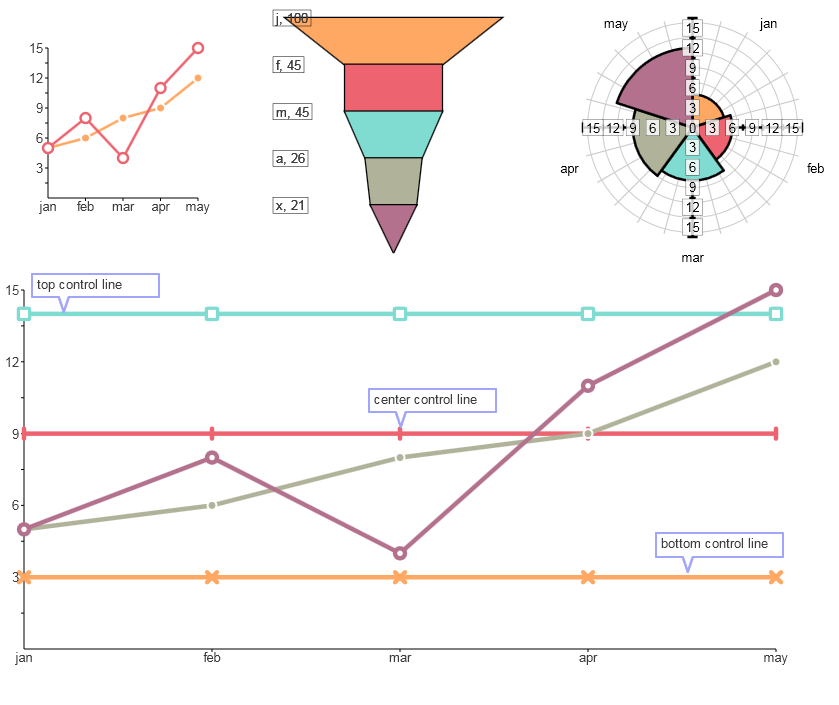 15
12
9
6
3
jan feb mar apr may
j, 100
f, 45
m, 45
a, 26
x, 21
may jan
15
12
9
6
3
15 12 9 6 3 0 3 6 9 12 15
3
6
9
12
15
apr feb
mar
top control line
15
12
center control line
9
6
bottom control line
3
jan feb mar apr may